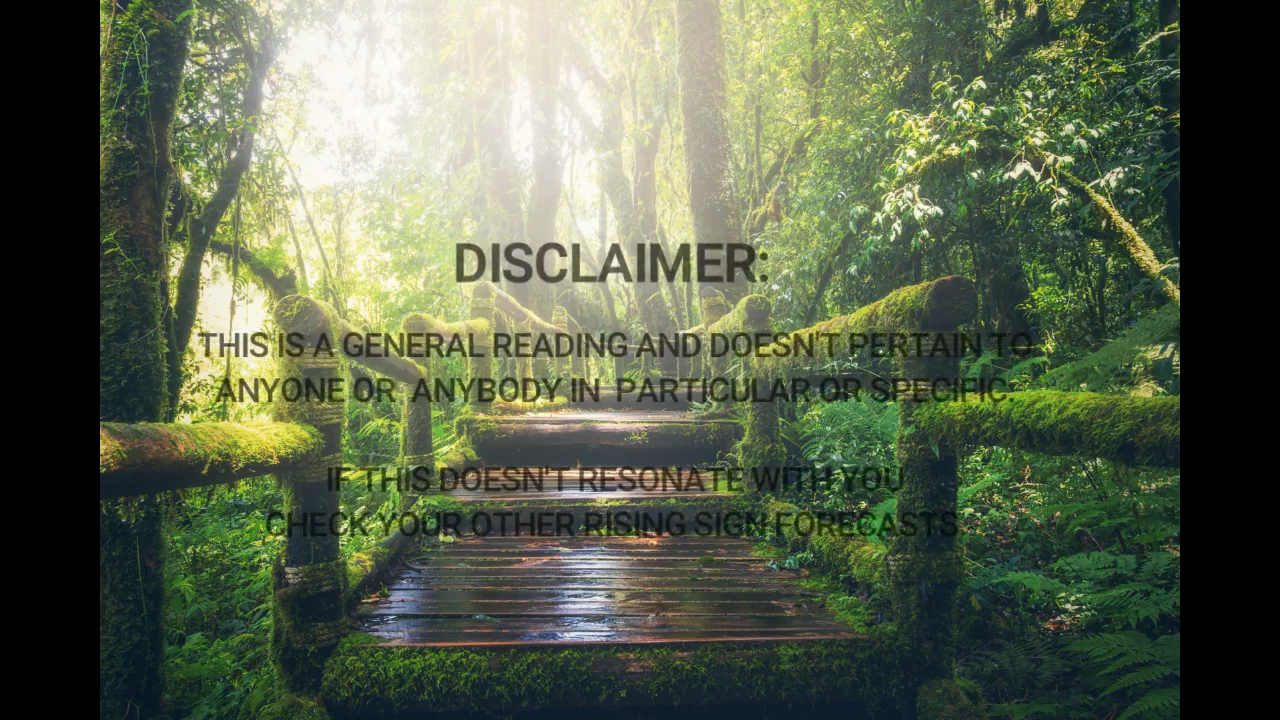 DISCLAIMER:
THIS IS A GENERAL READING AND DOESN'T PERTAIN TO
ANYONE OR ANYBODY IN PARTICULAR OR SPECIFIC.
IF THIS DOESN'T RESONATE WITH YOU
CHECK YOUR OTHER RISING SIGN FORECASTS.